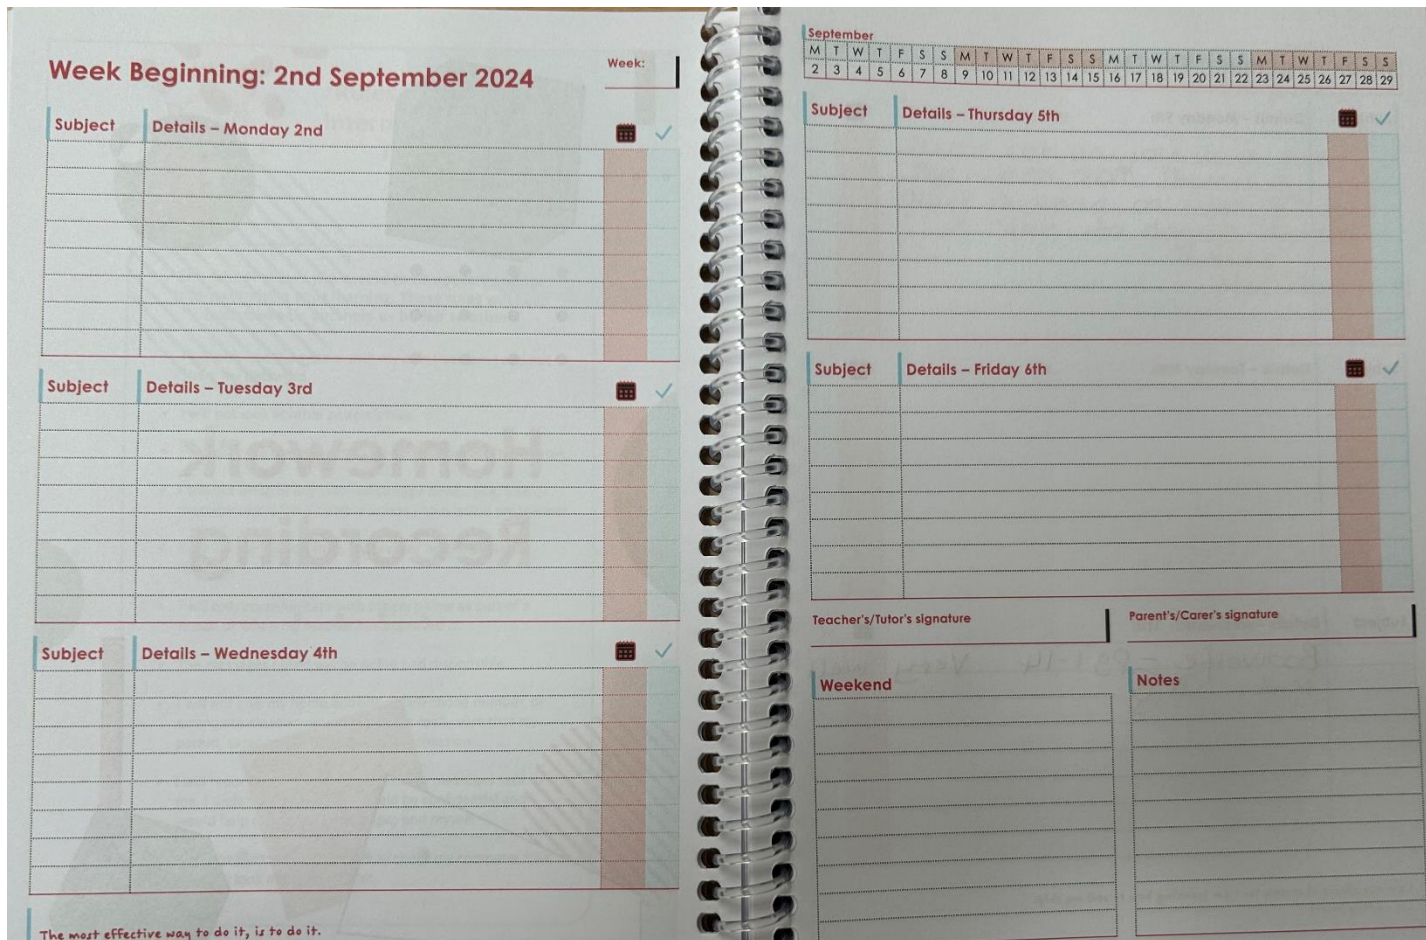 Week Beginning: 2nd September 2024
Week:
Subject Details – Monday 2nd
Subject Details – Tuesday 3rd
Subject Details – Wednesday 4th
The most effective way to do it, is to do it.
September
M T W T F S S M T W T F S S M T W T F S S M T W T F S S
2 3 4 5 6 7 8 9 10 11 12 13 14 15 16 17 18 19 20 21 22 23 24 25 26 27 28 29
Subject Details – Thursday 5th
Subject Details – Friday 6th
Teacher's/Tutor's signature Parent's/Carer's signature
Weekend Notes